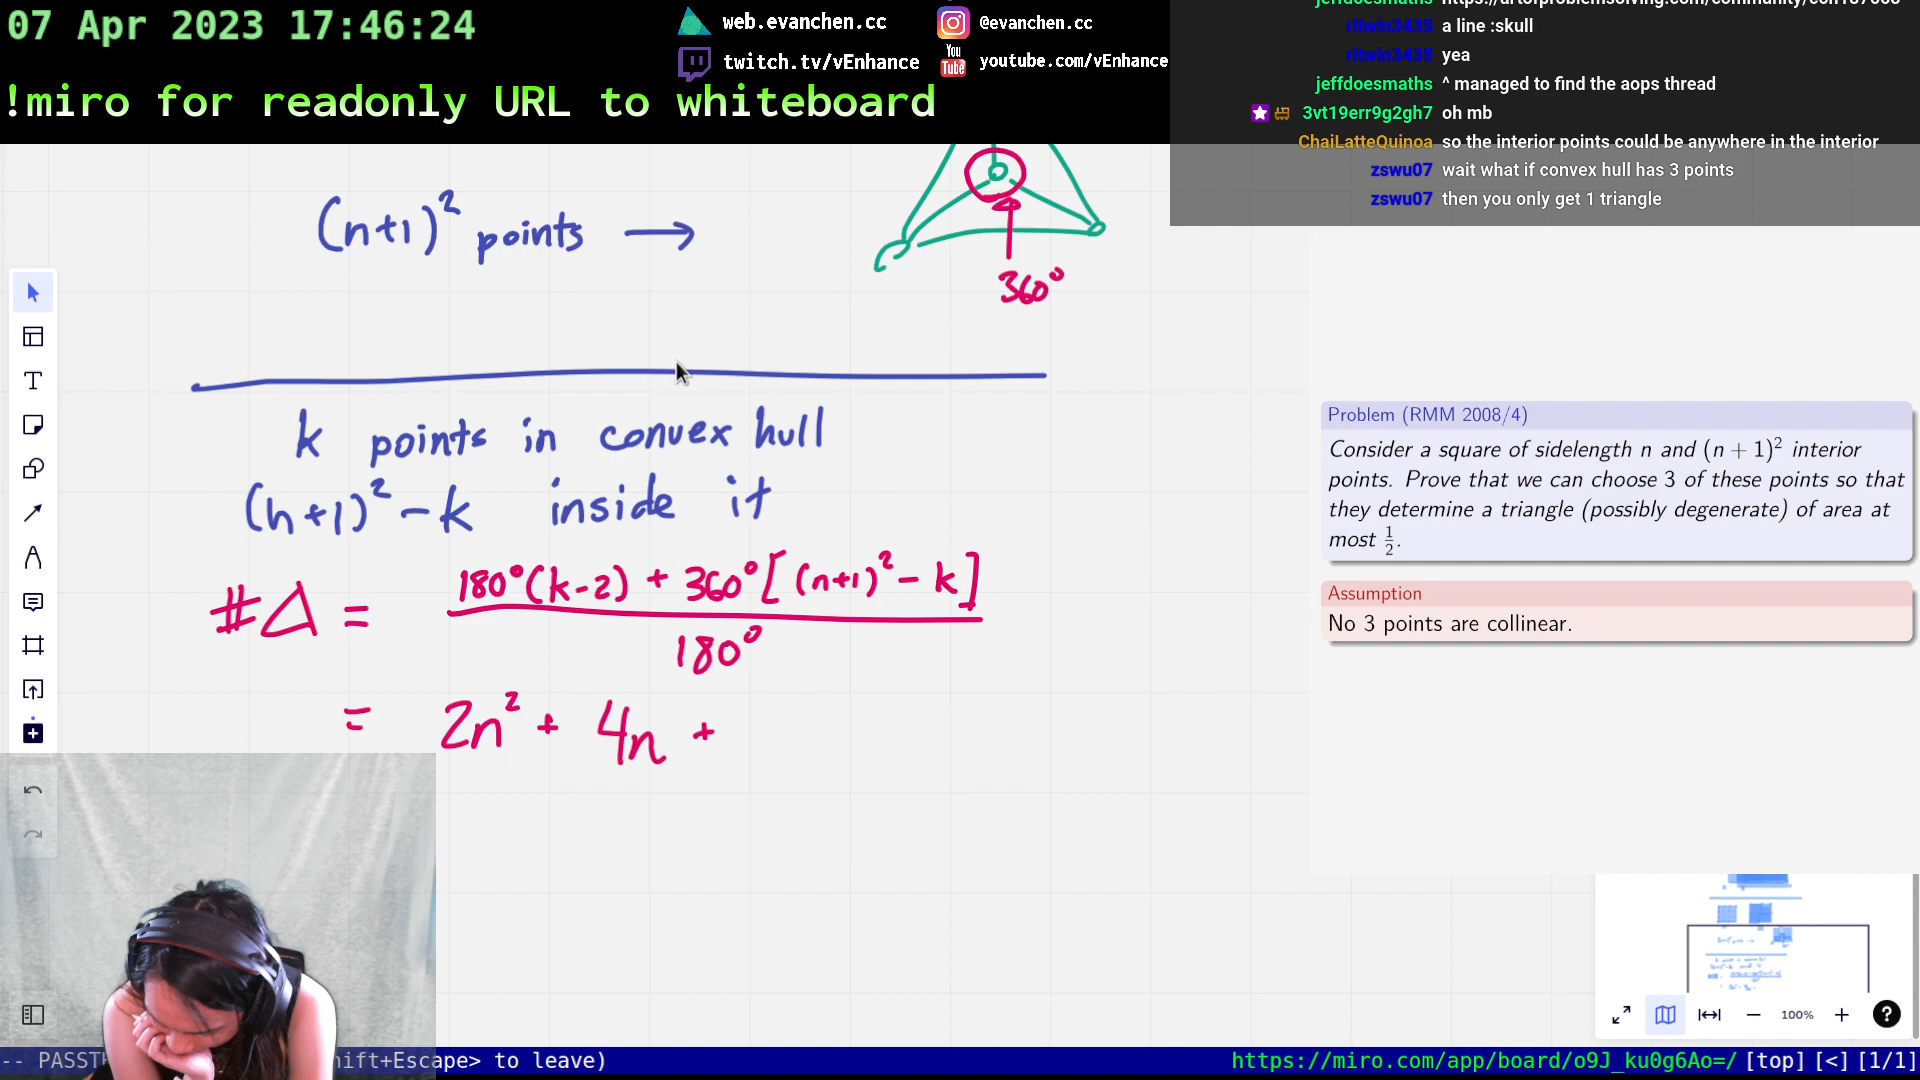 07 Apr 2023 17:46:24
web.evanchen.cc
@evanchen.cc
twitch.tv/vEnhance
You Tube
youtube.com/vEnhance
!miro for readonly URL to whiteboard
ritwin3435 a line :skull
ritwin3435 yea
jeffdoesmaths ^ managed to find the aops thread
3vt19err9g2gh7 oh mb
ChaiLatteQuinoa so the interior points could be anywhere in the interior
zswu07 wait what if convex hull has 3 points
zswu07 then you only get 1 triangle
(n+1)² points →
360°
k points in convex hull
(n+1)² - k inside it
#Δ = 180°(k-2) + 360°[(n+1)² - k]
180°
= 2n² + 4n +
Problem (RMM 2008/4)
Consider a square of sidelength n and (n + 1)² interior
points. Prove that we can choose 3 of these points so that
they determine a triangle (possibly degenerate) of area at
most 1/2.
Assumption
No 3 points are collinear.
100%
?
-- PASSTH
hift+Escape> to leave)
https://miro.com/app/board/o9J_ku0g6Ao=/ [top] [<] [1/1]